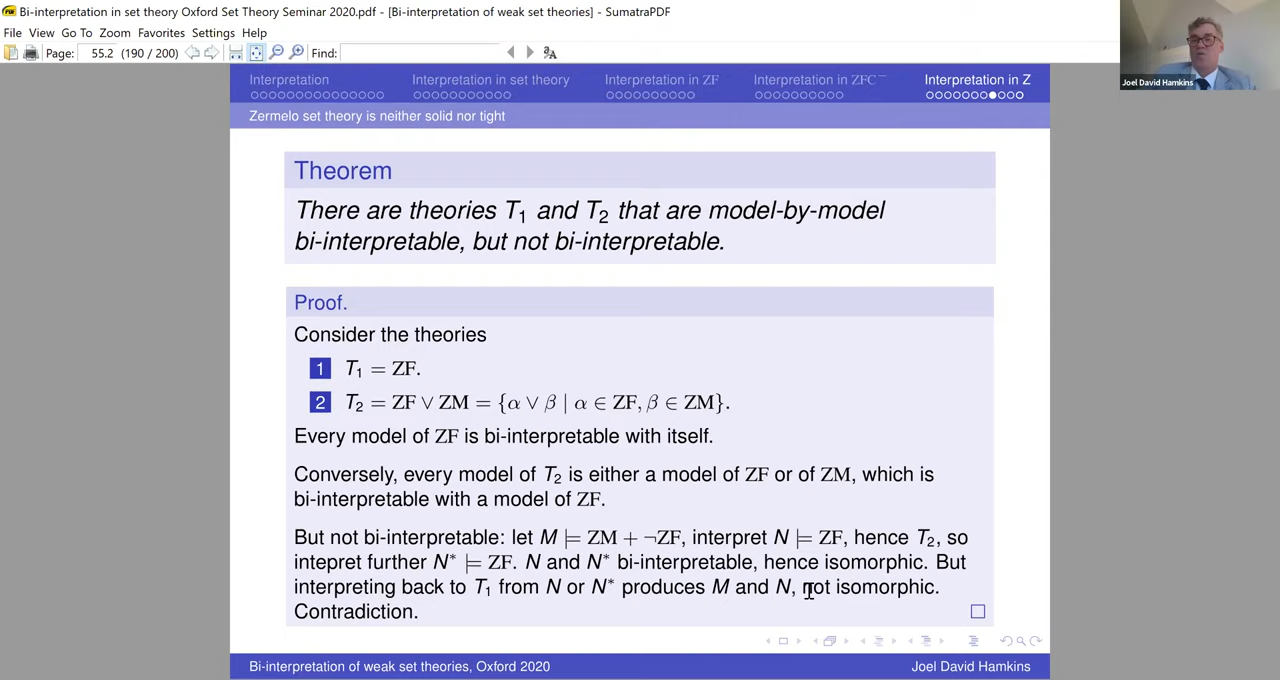 Bi-interpretation in set theory Oxford Set Theory Seminar 2020.pdf - [Bi-interpretation of weak set theories] - SumatraPDF
File View Go To Zoom Favorites Settings Help
Page: 55.2 (190 / 200) Find:
Joel David Hamkins
Interpretation Interpretation in set theory Interpretation in ZF Interpretation in ZFC⁻ Interpretation in Z
Zermelo set theory is neither solid nor tight
Theorem
There are theories T₁ and T₂ that are model-by-model
bi-interpretable, but not bi-interpretable.
Proof.
Consider the theories
1 T₁ = ZF.
2 T₂ = ZF ∨ ZM = {α ∨ β | α ∈ ZF, β ∈ ZM}.
Every model of ZF is bi-interpretable with itself.
Conversely, every model of T₂ is either a model of ZF or of ZM, which is
bi-interpretable with a model of ZF.
But not bi-interpretable: let M ⊨ ZM + ¬ZF, interpret N ⊨ ZF, hence T₂, so
intepret further N* ⊨ ZF. N and N* bi-interpretable, hence isomorphic. But
interpreting back to T₁ from N or N* produces M and N, not isomorphic.
Contradiction.
Bi-interpretation of weak set theories, Oxford 2020 Joel David Hamkins